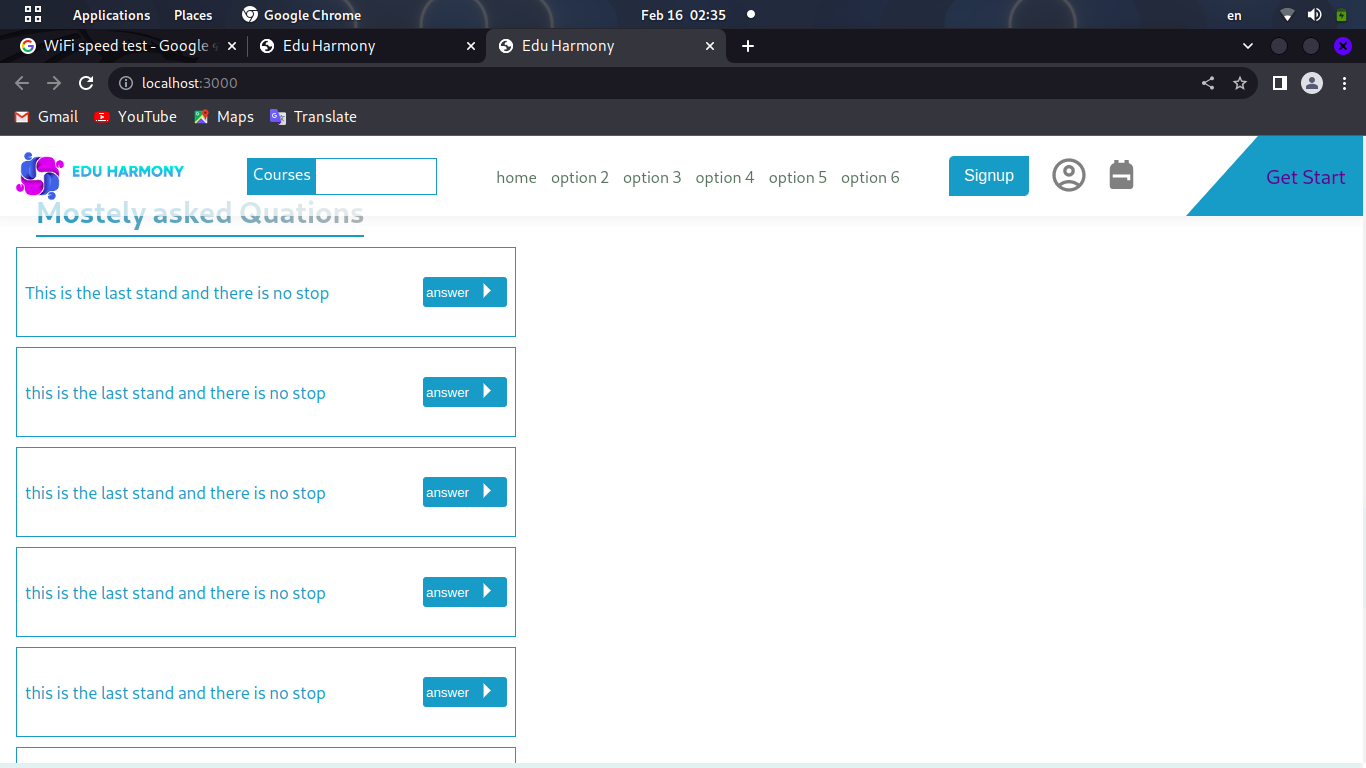 Applications Places Google Chrome Feb 16 02:35 en
WiFi speed test - Google Edu Harmony Edu Harmony
localhost:3000
Gmail YouTube Maps Translate
EDU HARMONY Courses home option 2 option 3 option 4 option 5 option 6 Signup Get Start
Mostely asked Quations
This is the last stand and there is no stop answer
this is the last stand and there is no stop answer
this is the last stand and there is no stop answer
this is the last stand and there is no stop answer
this is the last stand and there is no stop answer